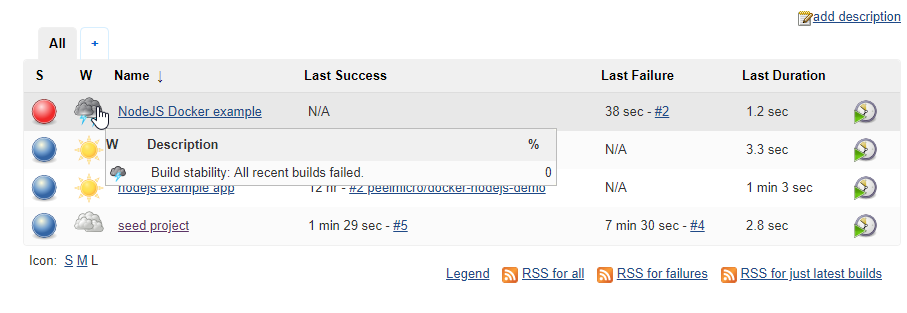 add description
All +
S W Name ↓ Last Success Last Failure Last Duration
NodeJS Docker example N/A 38 sec - #2 1.2 sec
W Description %
N/A 3.3 sec
Build stability: All recent builds failed. 0
nodejs example app 12 hr - #2 peelmicro/docker-nodejs-demo N/A 1 min 3 sec
seed project 1 min 29 sec - #5 7 min 30 sec - #4 2.8 sec
Icon: S M L
Legend RSS for all RSS for failures RSS for just latest builds